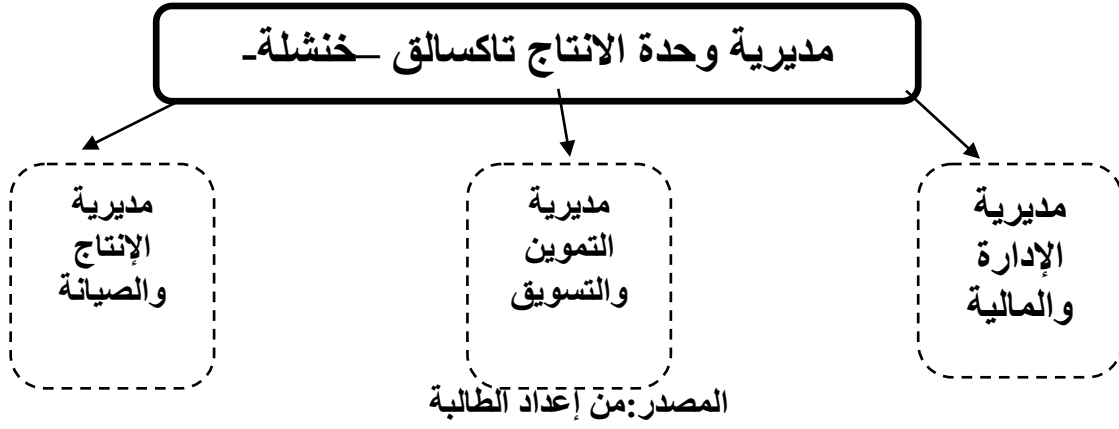 مديرية وحدة الانتاج تاكسالق –خنشلة-
مديرية
الإدارة
والمالية
مديرية
التموين
والتسويق
مديرية
الإنتاج
والصيانة
المصدر:من إعداد الطالبة